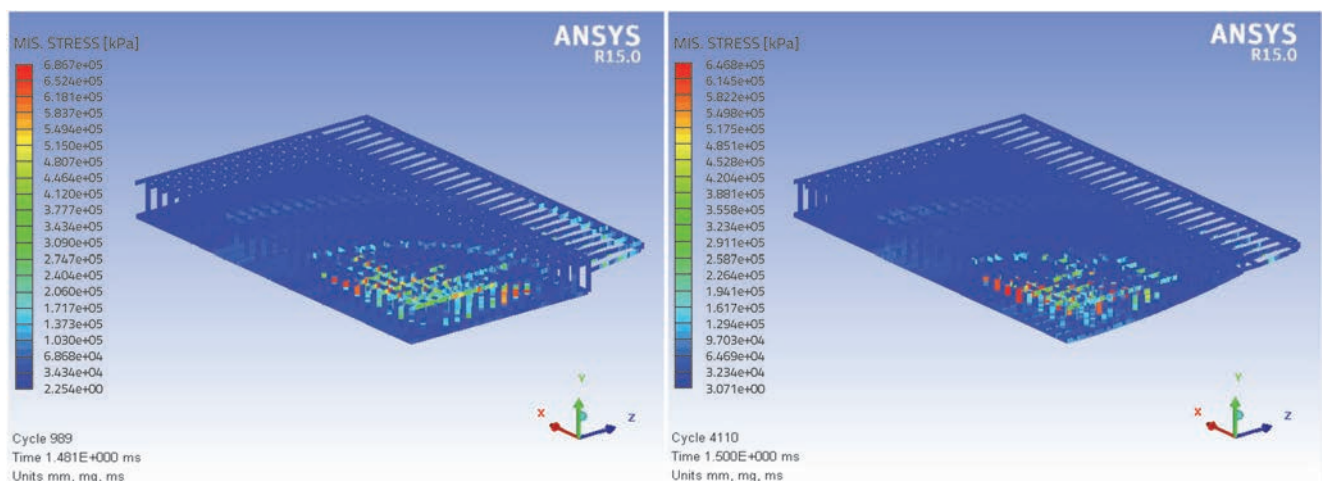 MIS. STRESS [kPa]
ANSYS
R15.0
6.867e+05
6.524e+05
6.181e+05
5.837e+05
5.494e+05
5.150e+05
4.807e+05
4.464e+05
4.120e+05
3.777e+05
3.434e+05
3.090e+05
2.747e+05
2.404e+05
2.060e+05
1.717e+05
1.373e+05
1.030e+05
6.868e+04
3.434e+04
2.254e+00
Y
X
Z
Cycle 989
Time 1.481E+000 ms
Units mm, mg, ms
MIS. STRESS [kPa]
ANSYS
R15.0
6.468e+05
6.145e+05
5.822e+05
5.498e+05
5.175e+05
4.851e+05
4.528e+05
4.204e+05
3.881e+05
3.558e+05
3.234e+05
2.911e+05
2.587e+05
2.264e+05
1.941e+05
1.617e+05
1.294e+05
9.703e+04
6.469e+04
3.234e+04
3.071e+00
Y
X
Z
Cycle 4110
Time 1.500E+000 ms
Units mm, mg, ms